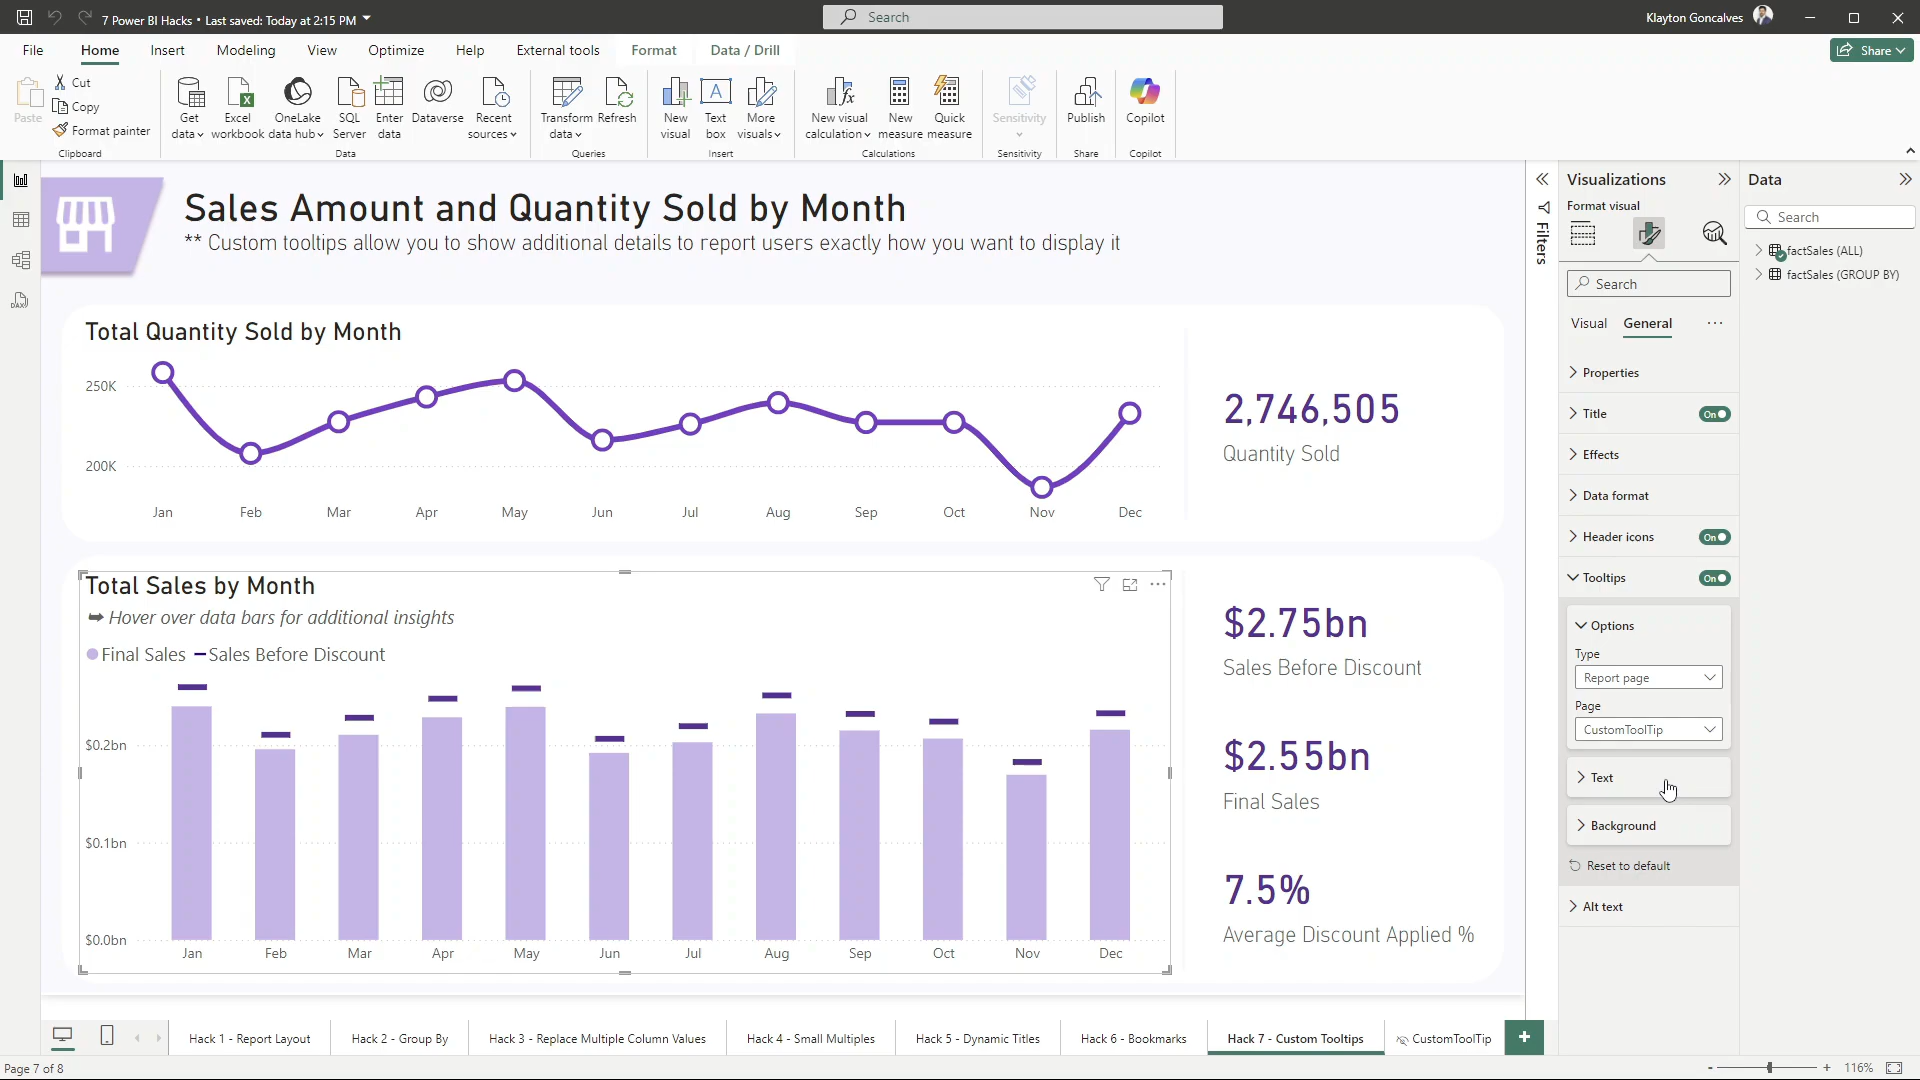 7 Power BI Hacks • Last saved: Today at 2:15 PM
Search
Klayton Goncalves
File
Home
Insert
Modeling
View
Optimize
Help
External tools
Format
Data / Drill
Share
Paste
Cut
Copy
Format painter
Get data
Excel workbook
OneLake data hub
SQL Server
Enter data
Dataverse
Recent sources
Transform data
Refresh
New visual
Text box
More visuals
New visual calculation
New measure
Quick measure
Sensitivity
Publish
Copilot
Clipboard
Data
Queries
Insert
Calculations
Sensitivity
Share
Copilot
Sales Amount and Quantity Sold by Month
** Custom tooltips allow you to show additional details to report users exactly how you want to display it
Total Quantity Sold by Month
250K
200K
Jan Feb Mar Apr May Jun Jul Aug Sep Oct Nov Dec
2,746,505
Quantity Sold
Total Sales by Month
➥ Hover over data bars for additional insights
Final Sales Sales Before Discount
$0.2bn
$0.1bn
$0.0bn
Jan Feb Mar Apr May Jun Jul Aug Sep Oct Nov Dec
$2.75bn
Sales Before Discount
$2.55bn
Final Sales
7.5%
Average Discount Applied %
Filters
Visualizations
Format visual
Search
Visual
General
Properties
Title
On
Effects
Data format
Header icons
On
Tooltips
On
Options
Type
Report page
Page
CustomToolTip
Text
Background
Reset to default
Alt text
Data
Search
factSales (ALL)
factSales (GROUP BY)
DAX
Hack 1 - Report Layout
Hack 2 - Group By
Hack 3 - Replace Multiple Column Values
Hack 4 - Small Multiples
Hack 5 - Dynamic Titles
Hack 6 - Bookmarks
Hack 7 - Custom Tooltips
CustomToolTip
Page 7 of 8
116%